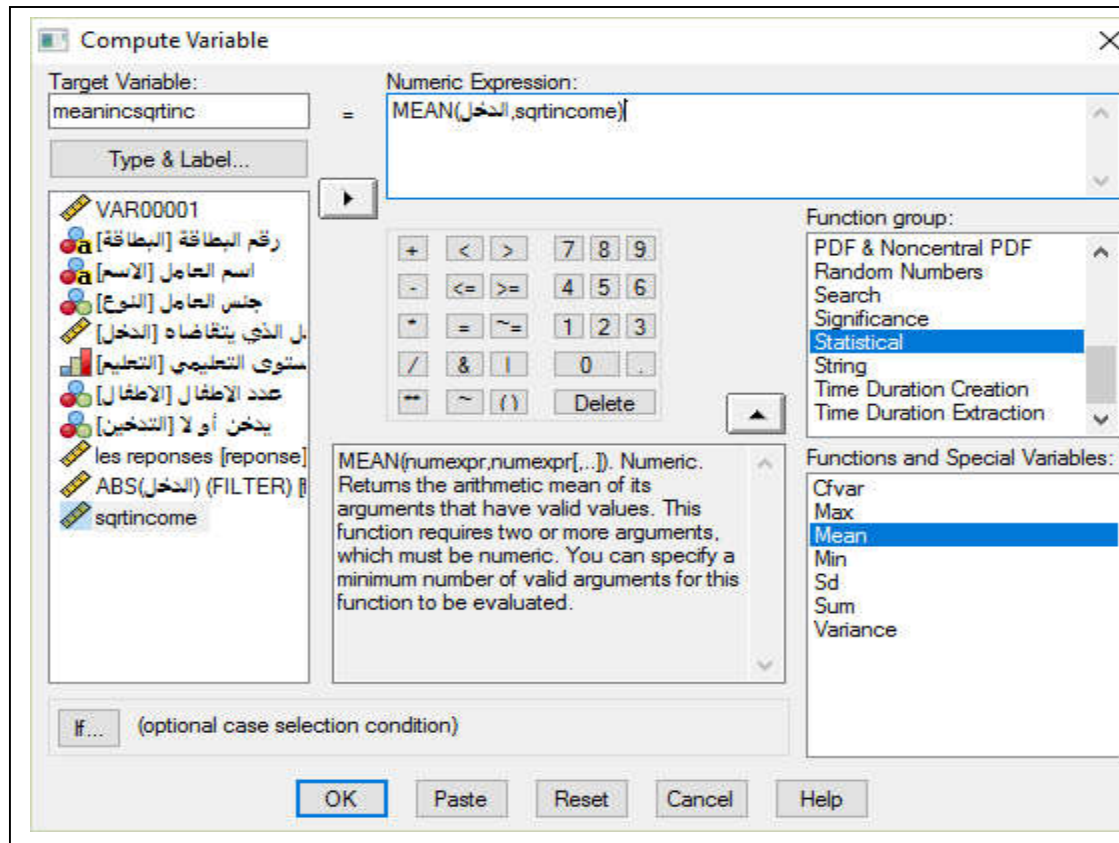 Compute Variable
Target Variable:
meanincsqrtinc
=
Numeric Expression:
MEAN(الدخل,sqrtincome)
Type & Label...
VAR00001
رقم البطاقة [البطاقة]
اسم العامل [الاسم]
جنس العامل [النوع]
ل الذي يتقاضاه [الدخل]
ستوى التعليمي [التعليم]
عدد الاطفال [الاطفال]
يدخن أو لا [التدخين]
les reponses [reponse]
ABS(الدخل) (FILTER) [
sqrtincome
+ < > 7 8 9
- <= >= 4 5 6
* = ~= 1 2 3
/ & | 0 .
** ~ ( ) Delete
Function group:
PDF & Noncentral PDF
Random Numbers
Search
Significance
Statistical
String
Time Duration Creation
Time Duration Extraction
MEAN(numexpr,numexpr[,..]). Numeric.
Returns the arithmetic mean of its
arguments that have valid values. This
function requires two or more arguments,
which must be numeric. You can specify a
minimum number of valid arguments for this
function to be evaluated.
Functions and Special Variables:
Cfvar
Max
Mean
Min
Sd
Sum
Variance
If...
(optional case selection condition)
OK
Paste
Reset
Cancel
Help